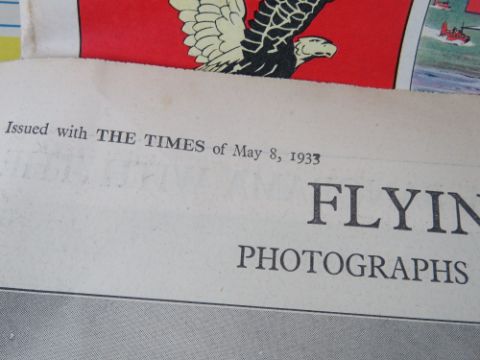 Issued with THE TIMES of May 8, 1933
FLYIN
PHOTOGRAPHS